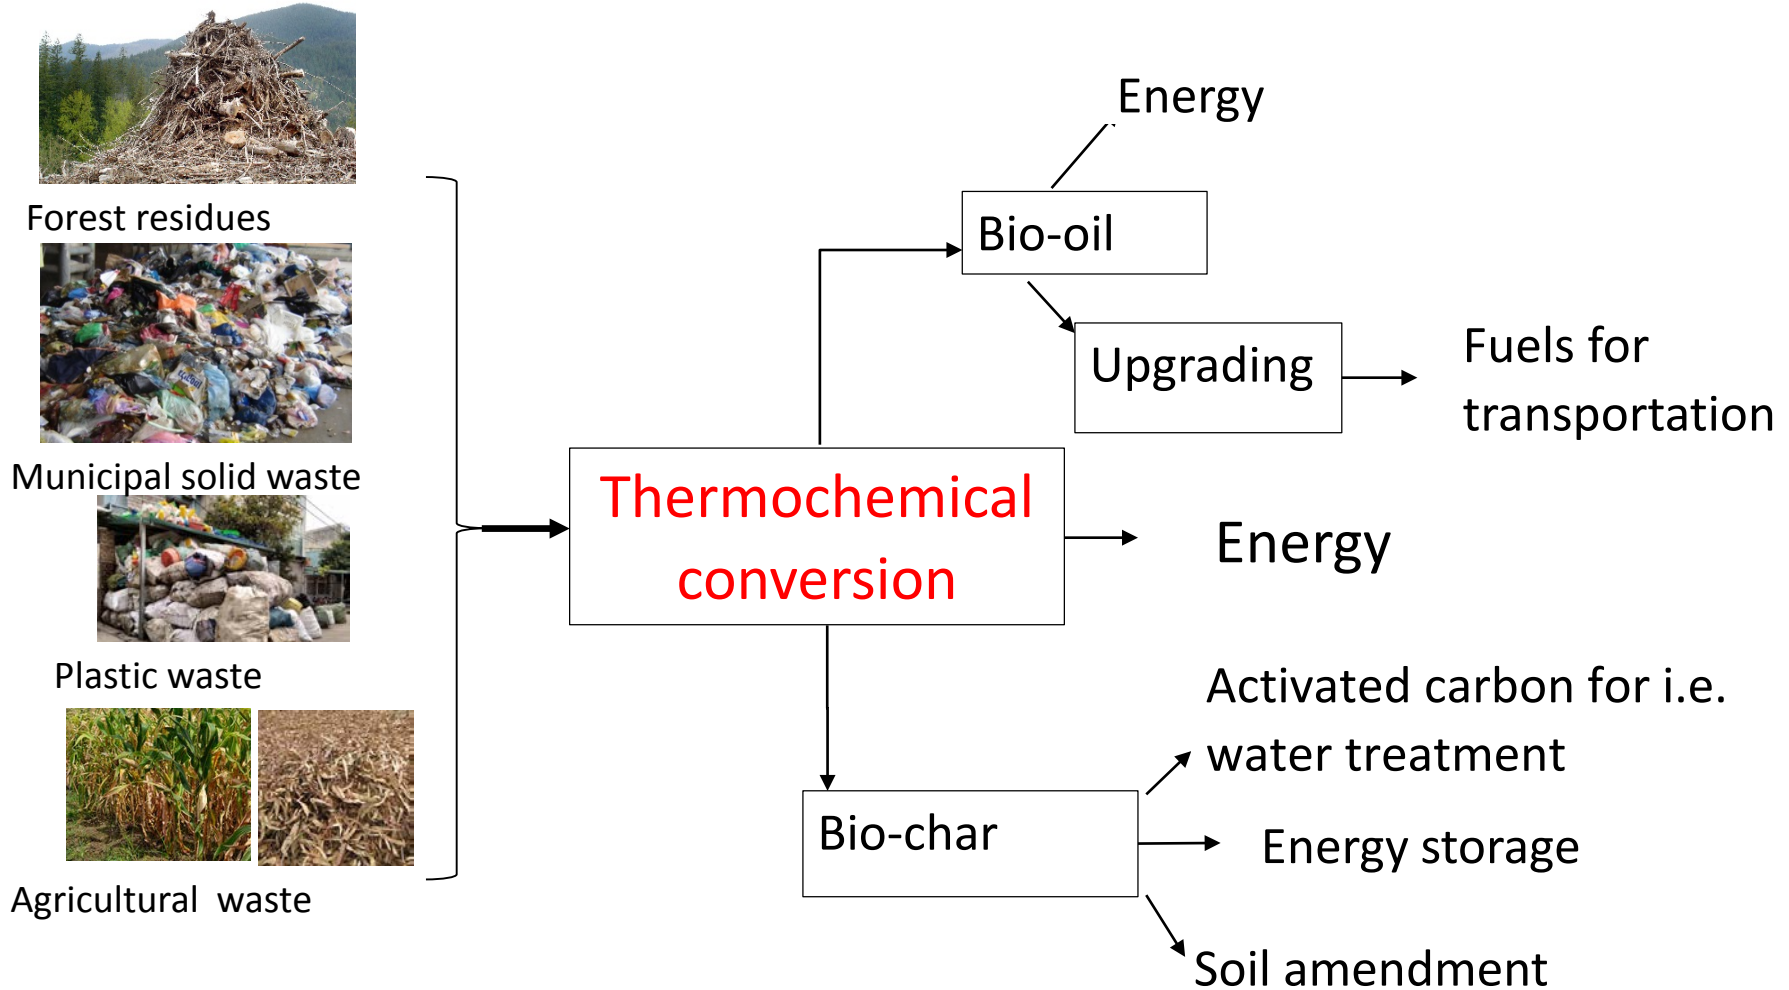 Forest residues
Municipal solid waste
Plastic waste
Agricultural  waste
Thermochemical
conversion
Energy
Bio-oil
Upgrading
Fuels for
transportation
Energy
Bio-char
Activated carbon for i.e.
water treatment
Energy storage
Soil amendment